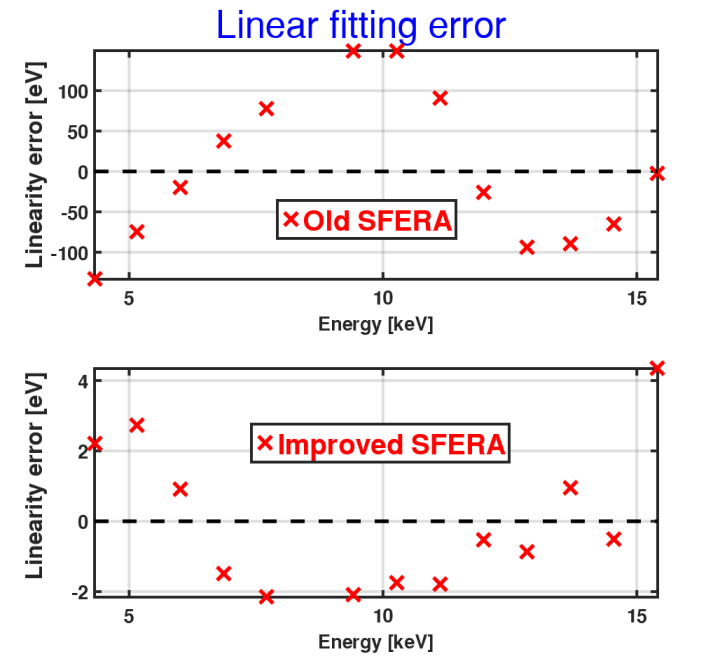 Linear fitting error
Linearity error [eV]
100
50
0
-50
-100
× Old SFERA
5 10 15
Energy [keV]
Linearity error [eV]
4
2
0
-2
× Improved SFERA
5 10 15
Energy [keV]